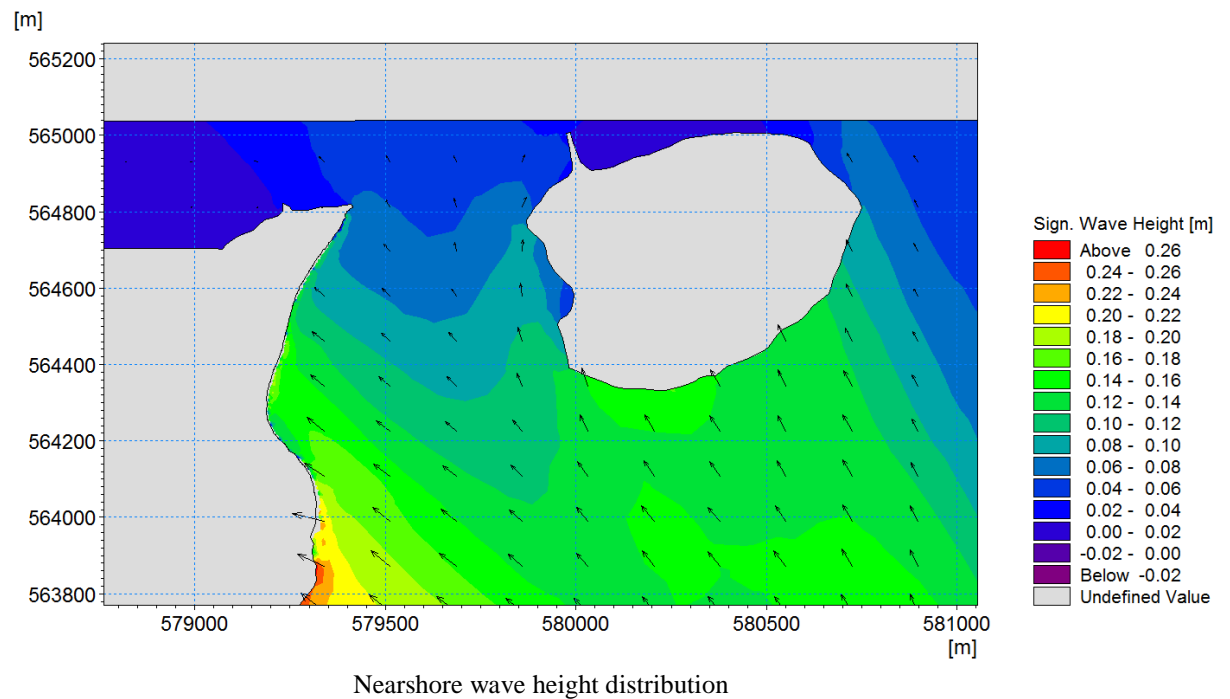 [m]
565200
565000
564800
564600
564400
564200
564000
563800
579000 579500 580000 580500 581000
[m]
Sign. Wave Height [m]
Above 0.26
0.24 - 0.26
0.22 - 0.24
0.20 - 0.22
0.18 - 0.20
0.16 - 0.18
0.14 - 0.16
0.12 - 0.14
0.10 - 0.12
0.08 - 0.10
0.06 - 0.08
0.04 - 0.06
0.02 - 0.04
0.00 - 0.02
-0.02 - 0.00
Below -0.02
Undefined Value
Nearshore wave height distribution